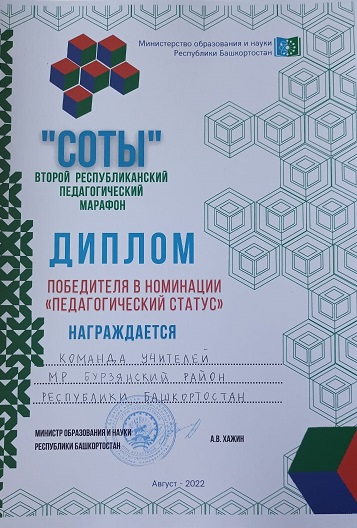 Министерство образования и науки
Республики Башкортостан
"СОТЫ"
ВТОРОЙ РЕСПУБЛИКАНСКИЙ
ПЕДАГОГИЧЕСКИЙ
МАРАФОН
ДИПЛОМ
ПОБЕДИТЕЛЯ В НОМИНАЦИИ
«ПЕДАГОГИЧЕСКИЙ СТАТУС»
НАГРАЖДАЕТСЯ
КОМАНДА УЧИТЕЛЕЙ
МР БУРЗЯНСКИЙ РАЙОН
РЕСПУБЛИКИ БАШКОРТОСТАН
МИНИСТР ОБРАЗОВАНИЯ И НАУКИ
РЕСПУБЛИКИ БАШКОРТОСТАН
А.В. ХАЖИН
Август - 2022